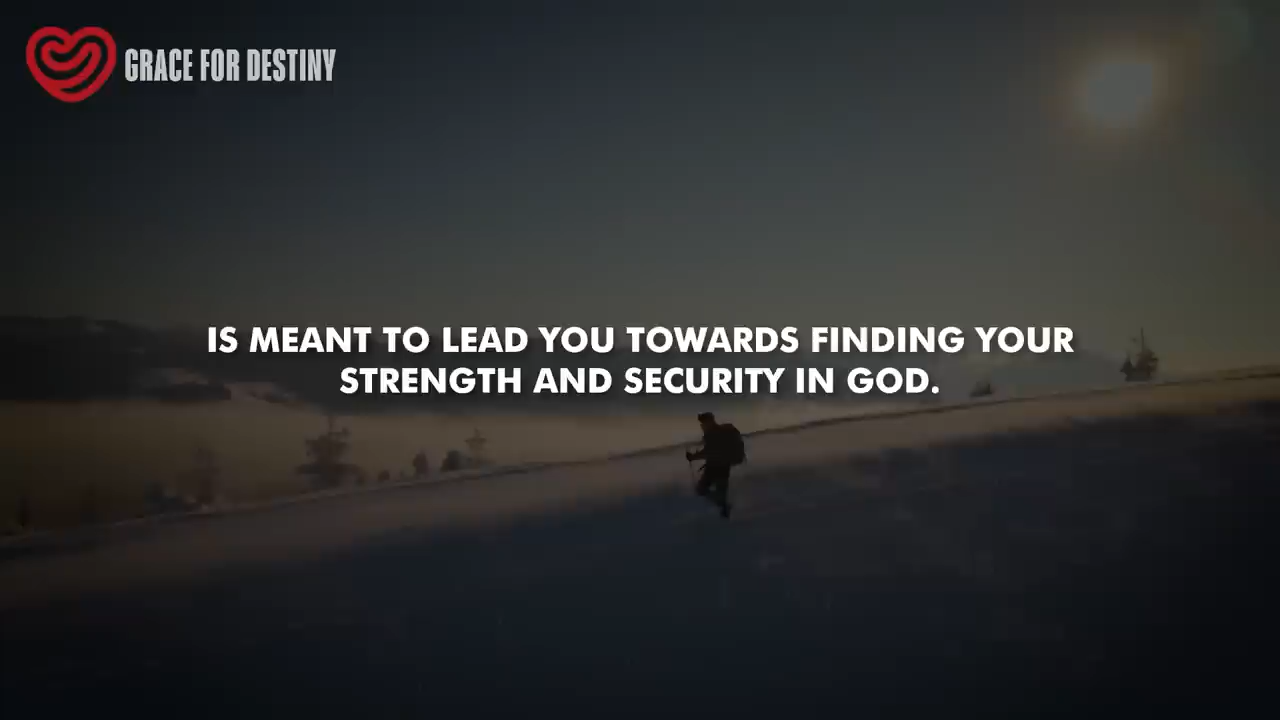 GRACE FOR DESTINY
IS MEANT TO LEAD YOU TOWARDS FINDING YOUR
STRENGTH AND SECURITY IN GOD.